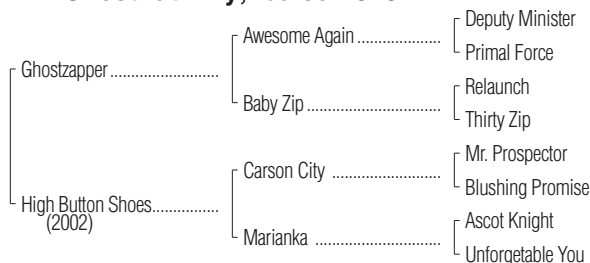 Deputy Minister
Awesome Again ........................
Primal Force
Ghostzapper ........................
Relaunch
Baby Zip ..............................
Thirty Zip
Mr. Prospector
Carson City ........................
Blushing Promise
High Button Shoes ...............
(2002)
Ascot Knight
Marianka ...........................
Unforgetable You